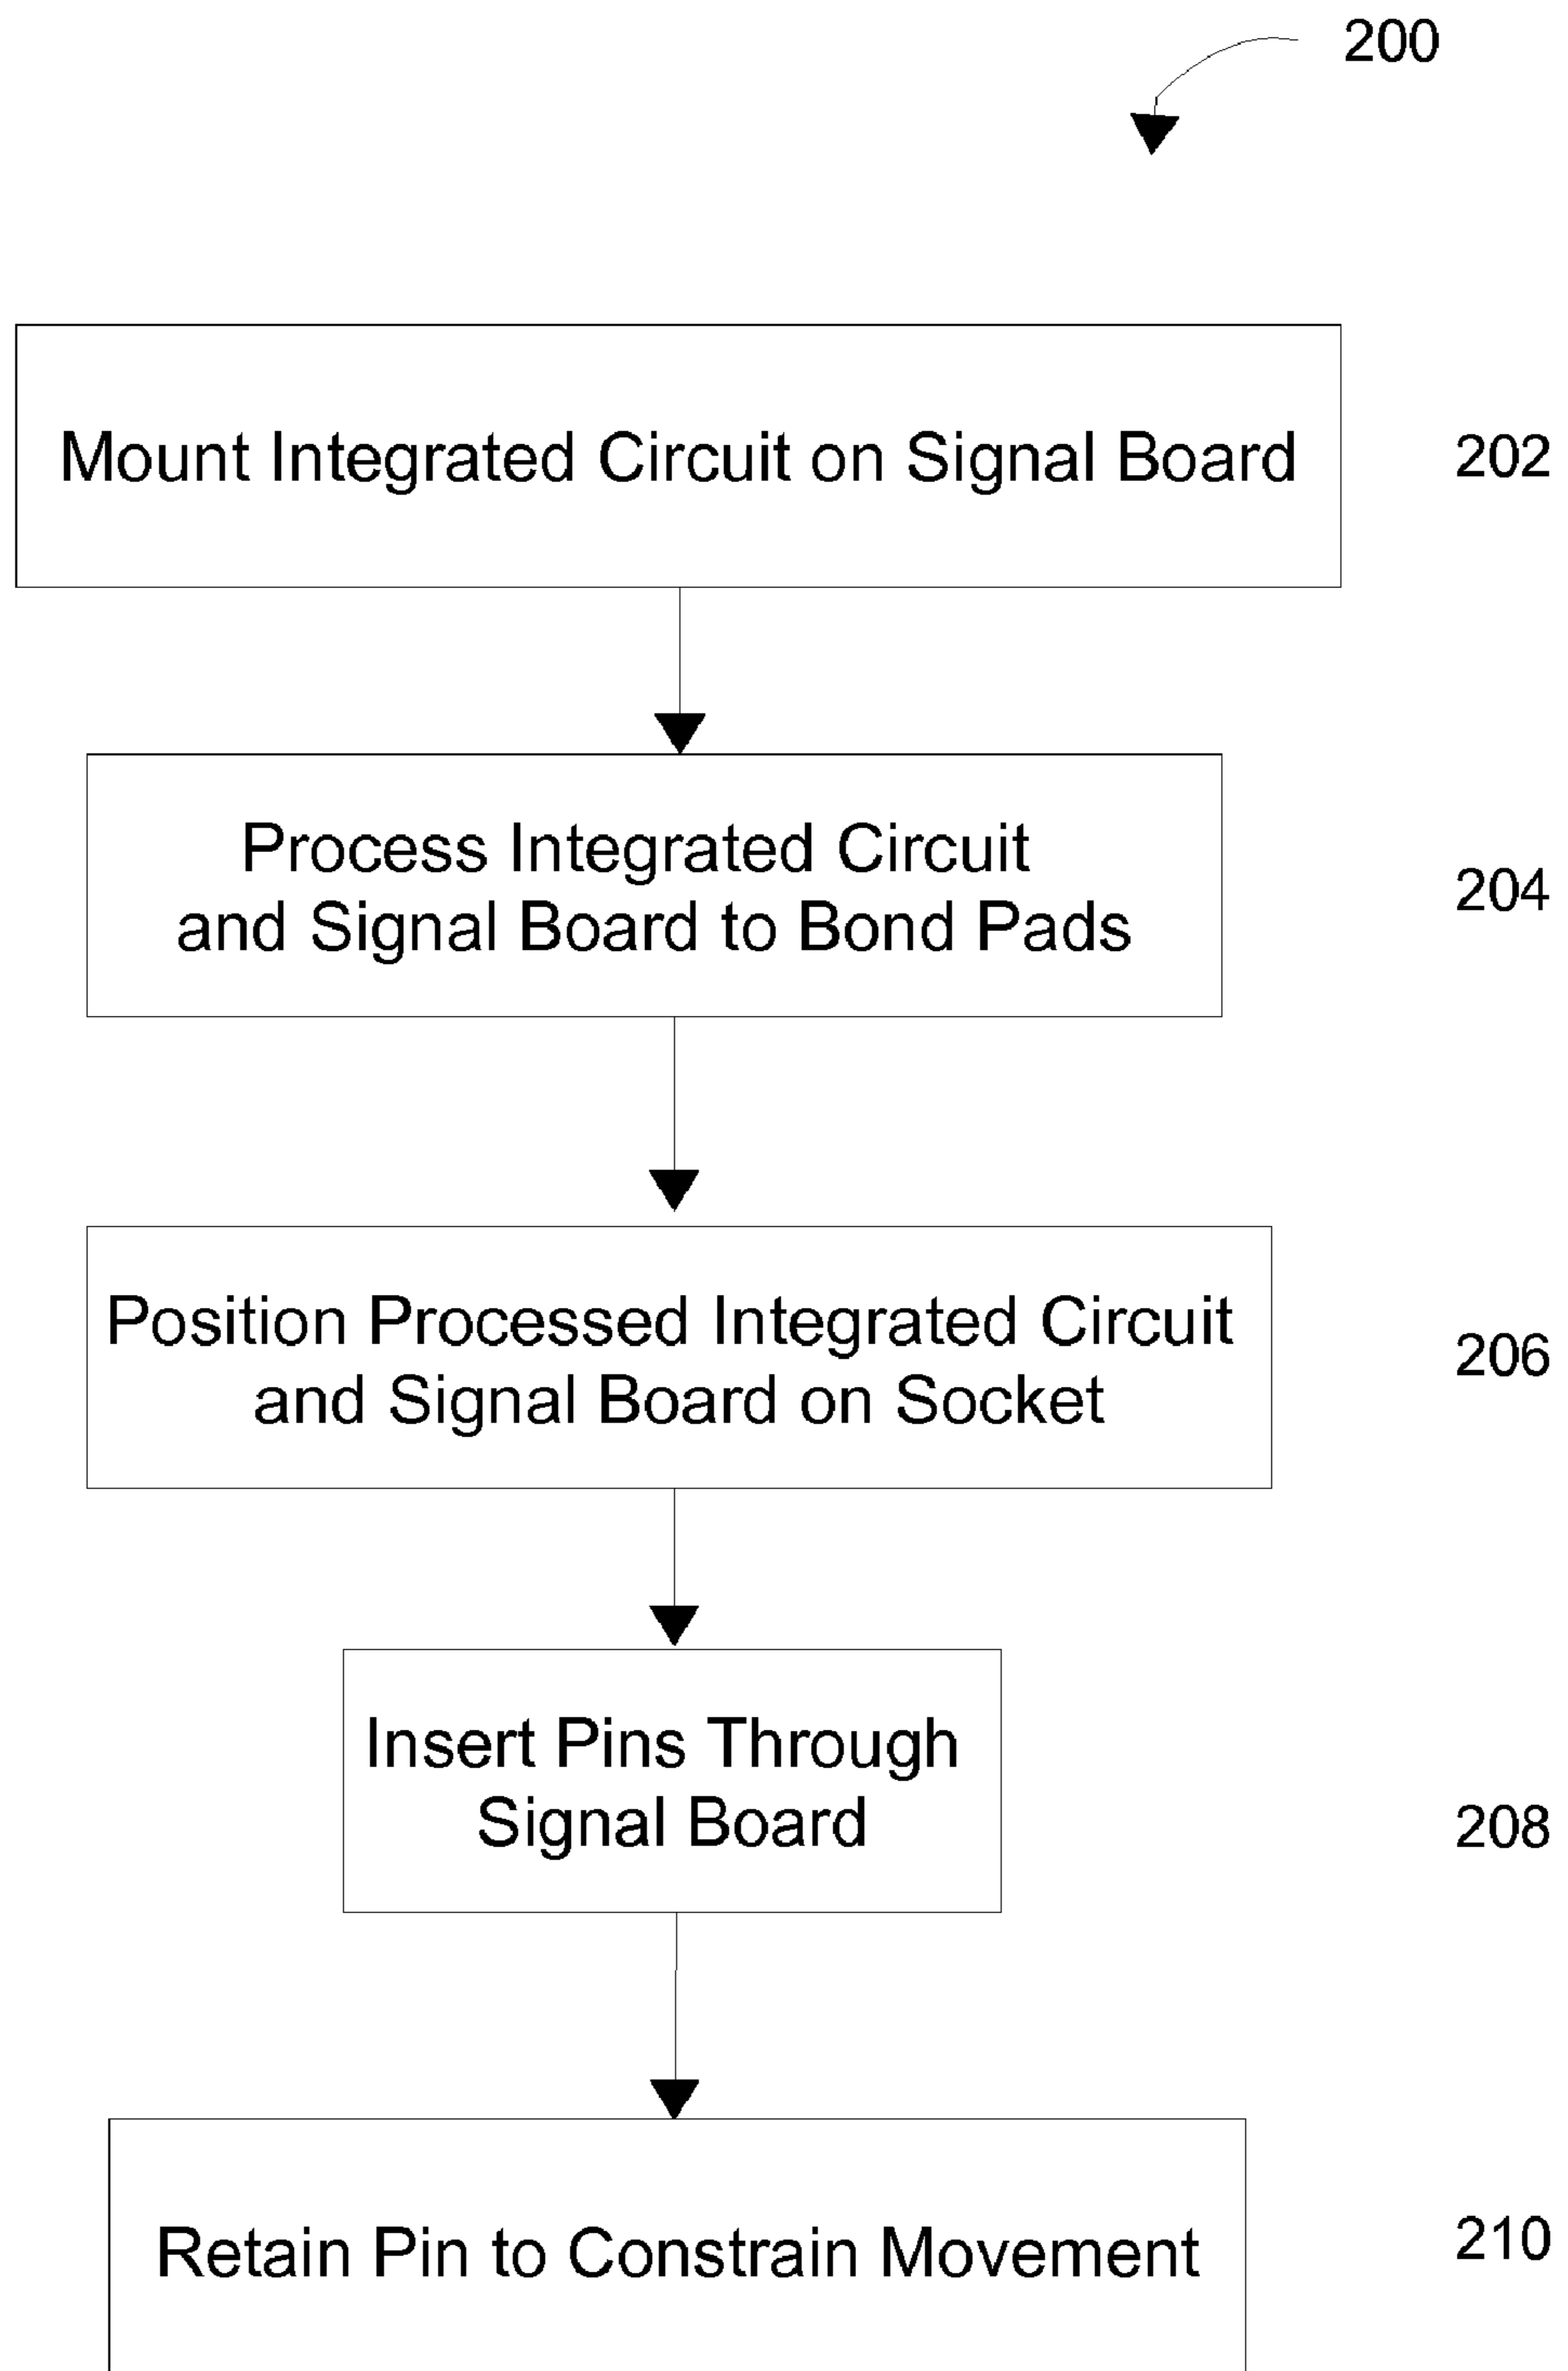 200
Mount Integrated Circuit on Signal Board
202
Process Integrated Circuit
and Signal Board to Bond Pads
204
Position Processed Integrated Circuit
and Signal Board on Socket
206
Insert Pins Through
Signal Board
208
Retain Pin to Constrain Movement
210